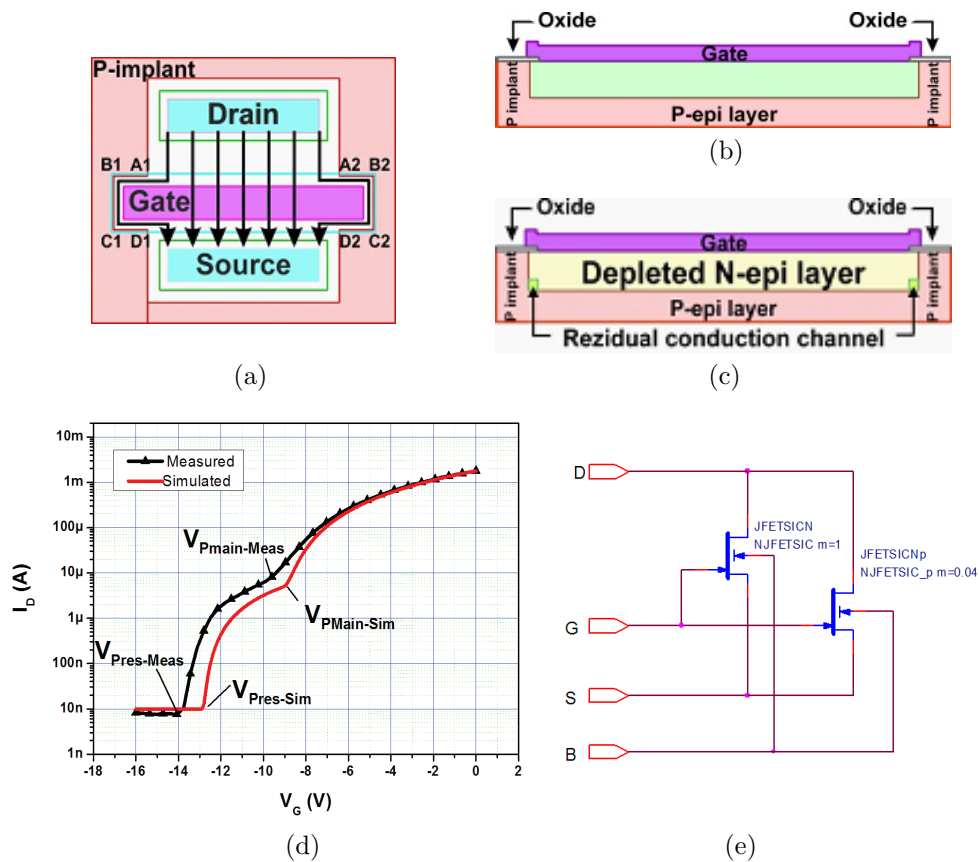 P-implant
Drain
B1 A1
A2 B2
Gate
C1 D1
D2 C2
Source
(a)
Oxide
Oxide
Gate
P implant
P-epi layer
P implant
(b)
Oxide
Oxide
Gate
P implant
Depleted N-epi layer
P-epi layer
P implant
Rezidual conduction channel
(c)
10m
1m
100µ
10µ
1µ
100n
10n
1n
I_D (A)
Measured
Simulated
V_Pmain-Meas
V_PMain-Sim
V_Pres-Meas
V_Pres-Sim
-18 -16 -14 -12 -10 -8 -6 -4 -2 0 2
V_G (V)
(d)
D
JFETSICN
NJFETSIC m=1
JFETSICNp
NJFETSIC_p m=0.04
G
S
B
(e)